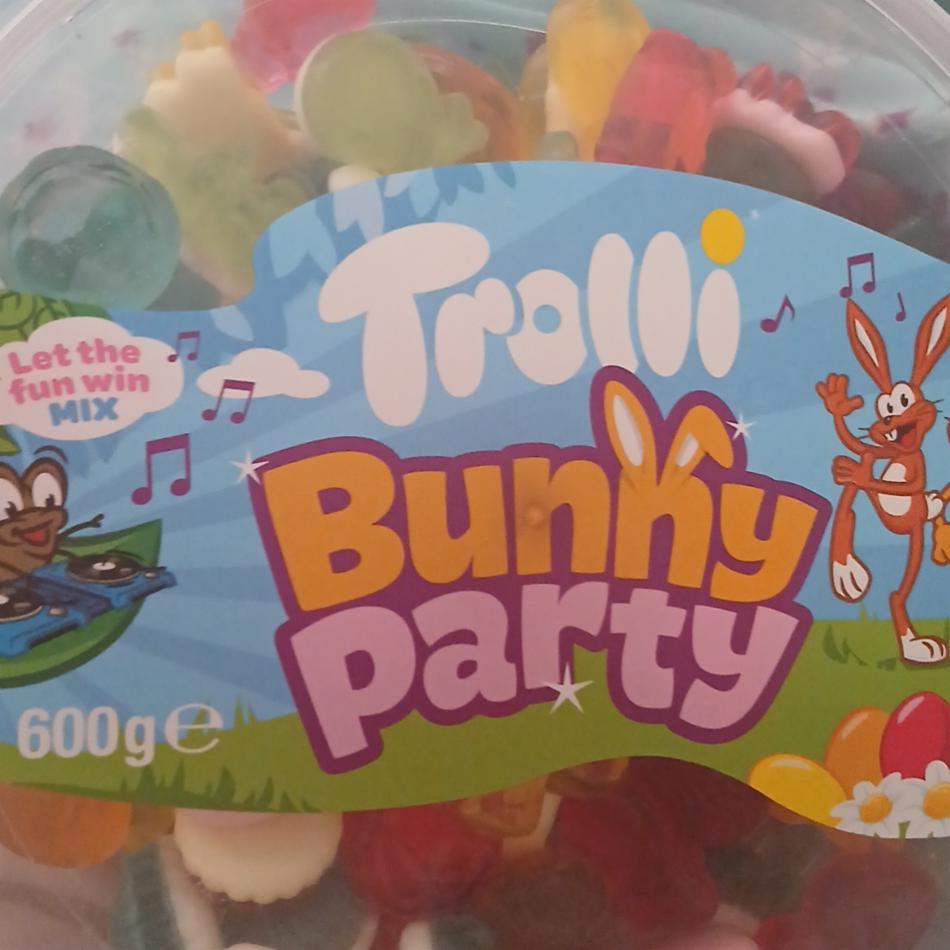 Trolli
Let the
fun win
MIX
Bunny
party
600g℮